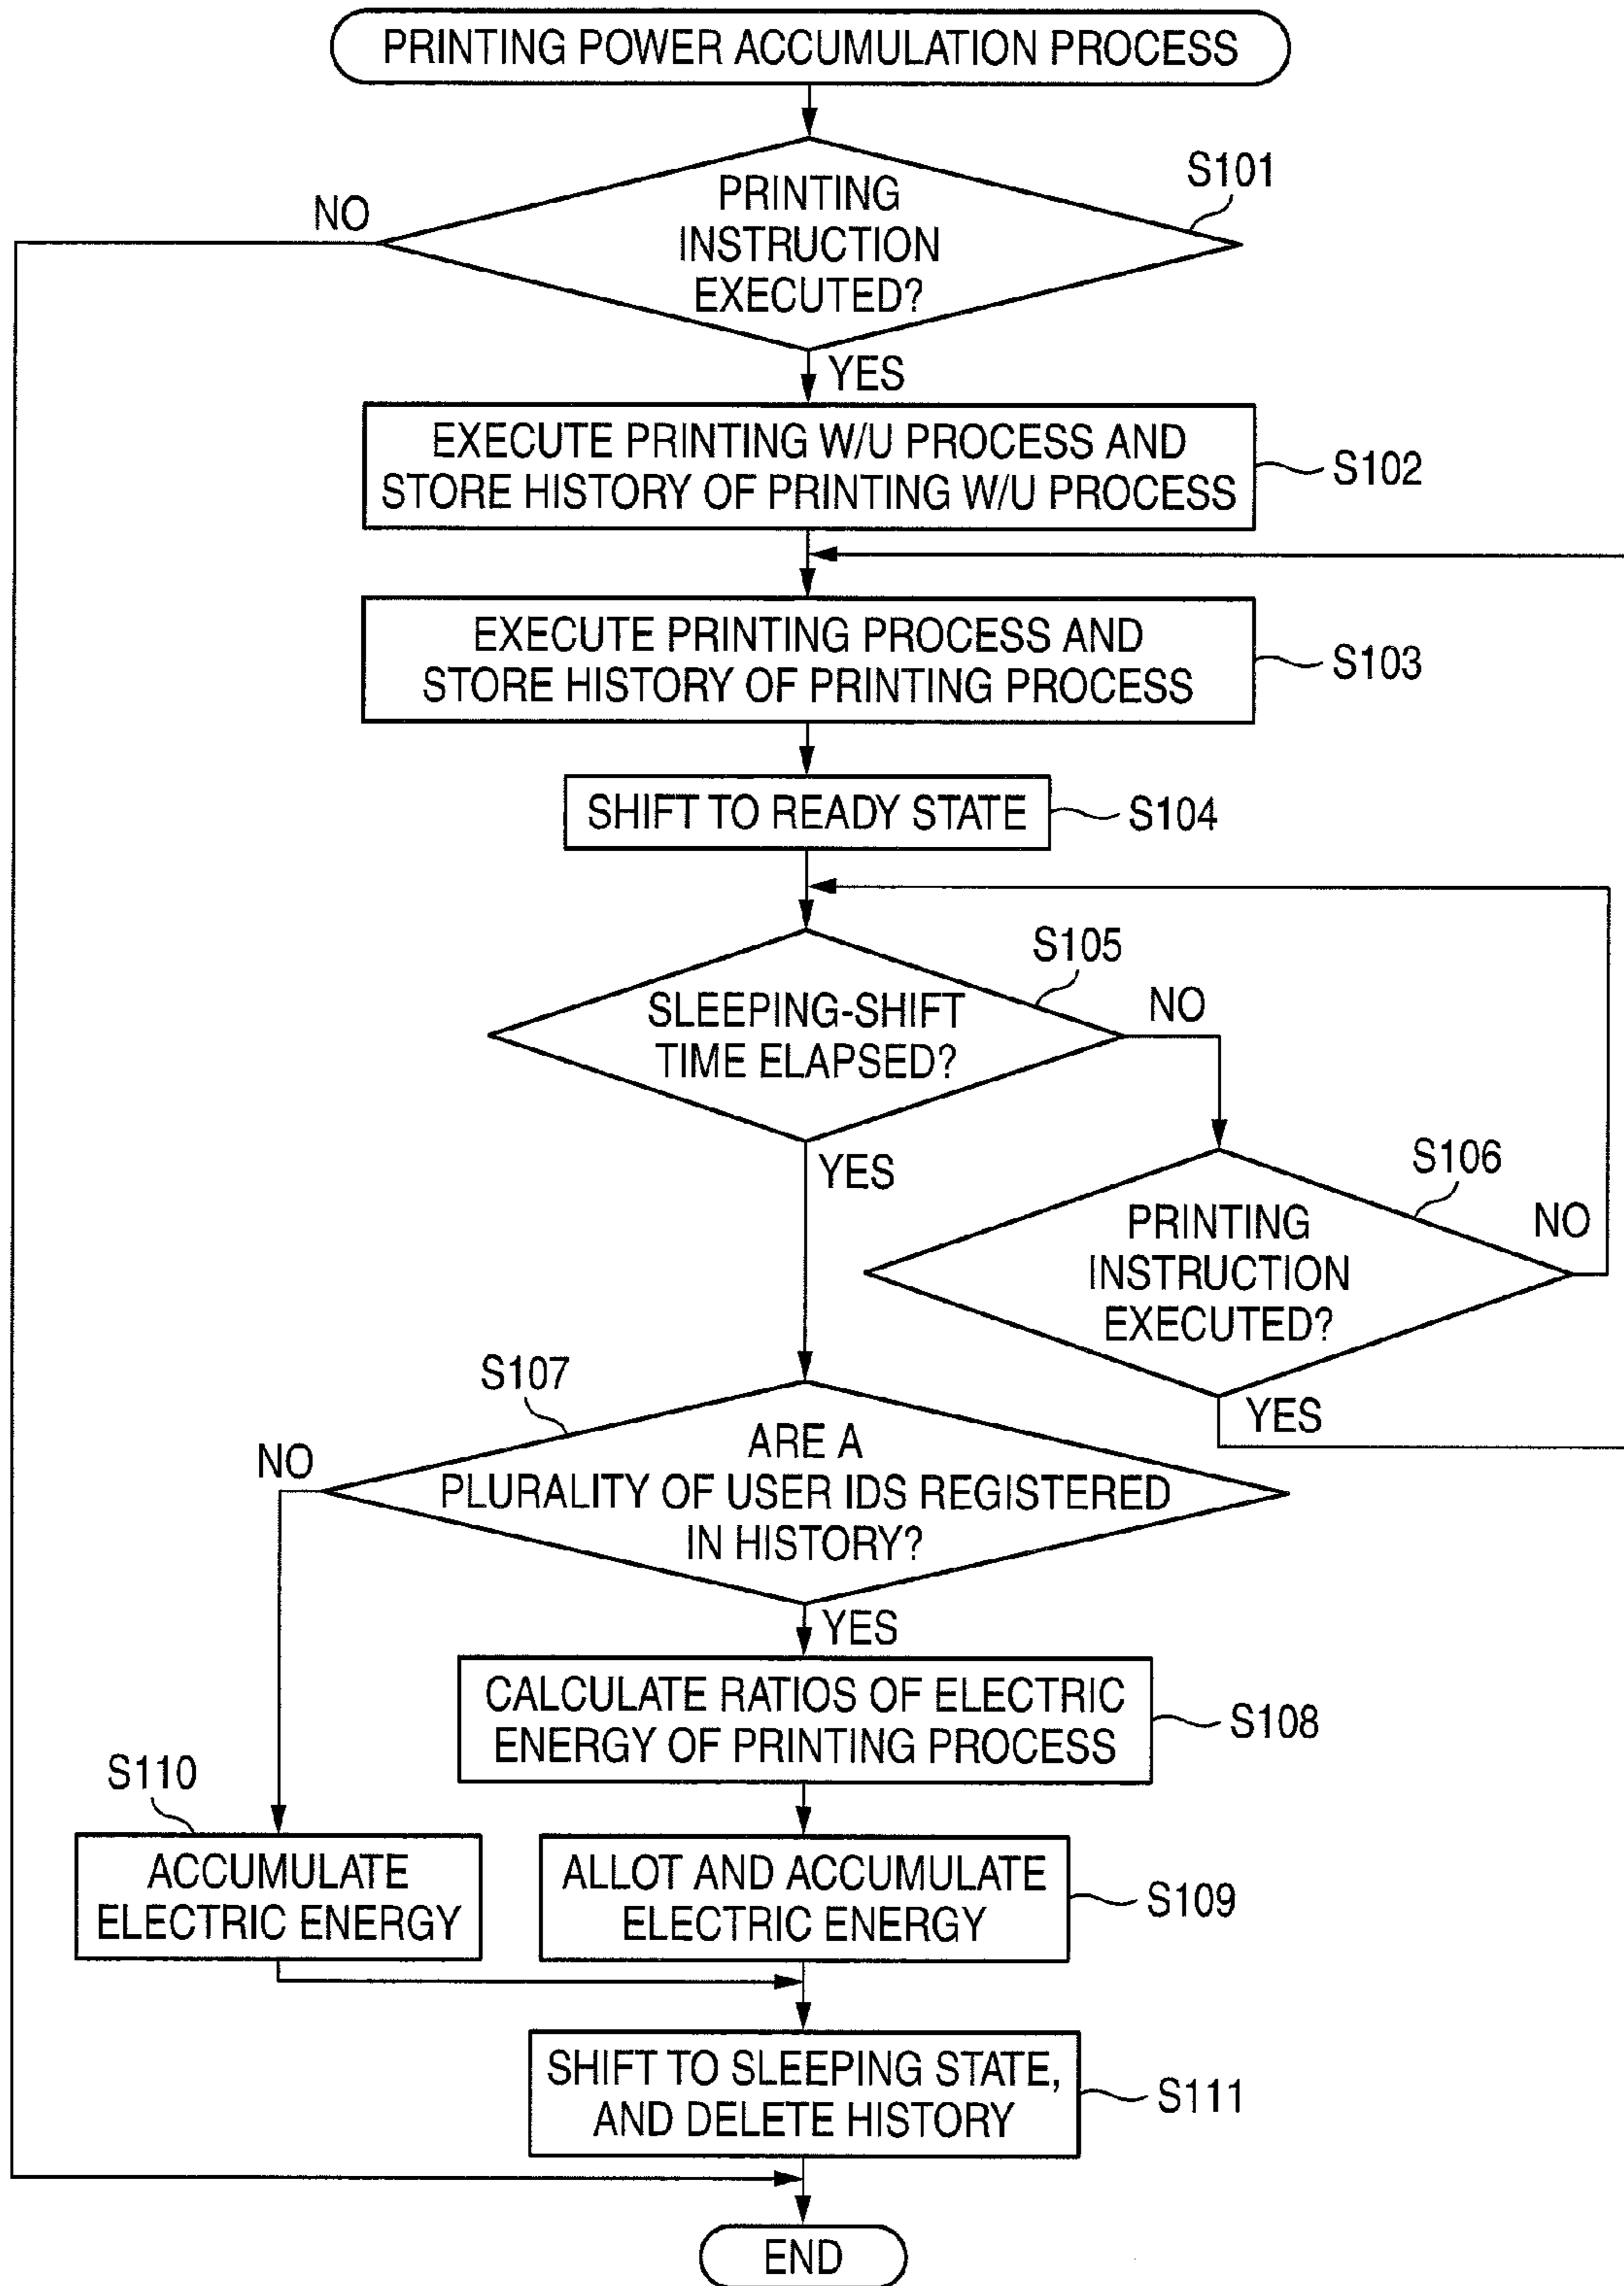 PRINTING POWER ACCUMULATION PROCESS
S101
NO
PRINTING
INSTRUCTION
EXECUTED?
YES
EXECUTE PRINTING W/U PROCESS AND
STORE HISTORY OF PRINTING W/U PROCESS
S102
EXECUTE PRINTING PROCESS AND
STORE HISTORY OF PRINTING PROCESS
S103
SHIFT TO READY STATE
S104
S105
SLEEPING-SHIFT
TIME ELAPSED?
NO
YES
S106
PRINTING
INSTRUCTION
EXECUTED?
NO
YES
S107
NO
ARE A
PLURALITY OF USER IDS REGISTERED
IN HISTORY?
YES
CALCULATE RATIOS OF ELECTRIC
ENERGY OF PRINTING PROCESS
S108
S110
ACCUMULATE
ELECTRIC ENERGY
ALLOT AND ACCUMULATE
ELECTRIC ENERGY
S109
SHIFT TO SLEEPING STATE,
AND DELETE HISTORY
S111
END